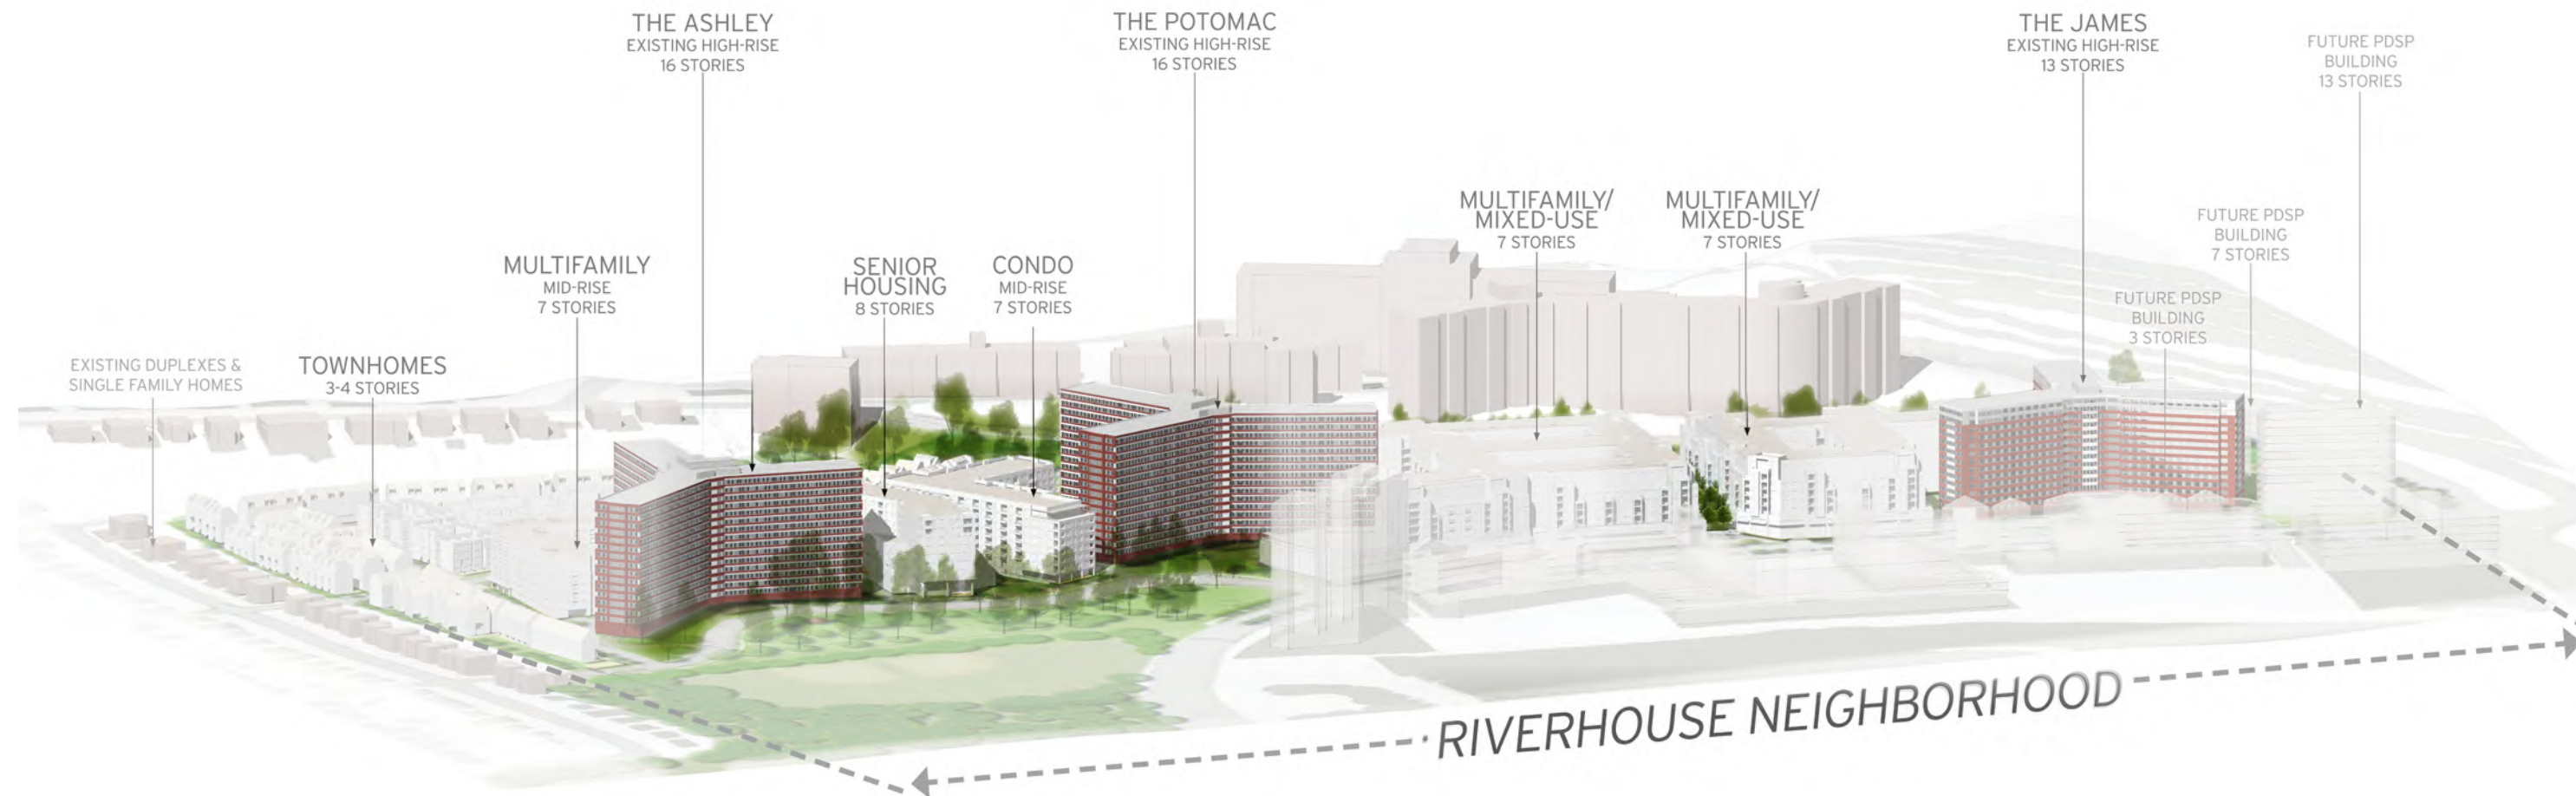 THE ASHLEY
EXISTING HIGH-RISE
16 STORIES
THE POTOMAC
EXISTING HIGH-RISE
16 STORIES
THE JAMES
EXISTING HIGH-RISE
13 STORIES
FUTURE PDSP
BUILDING
13 STORIES
MULTIFAMILY/
MIXED-USE
7 STORIES
MULTIFAMILY/
MIXED-USE
7 STORIES
FUTURE PDSP
BUILDING
7 STORIES
MULTIFAMILY
MID-RISE
7 STORIES
SENIOR
HOUSING
8 STORIES
CONDO
MID-RISE
7 STORIES
FUTURE PDSP
BUILDING
3 STORIES
EXISTING DUPLEXES &
SINGLE FAMILY HOMES
TOWNHOMES
3-4 STORIES
RIVERHOUSE NEIGHBORHOOD